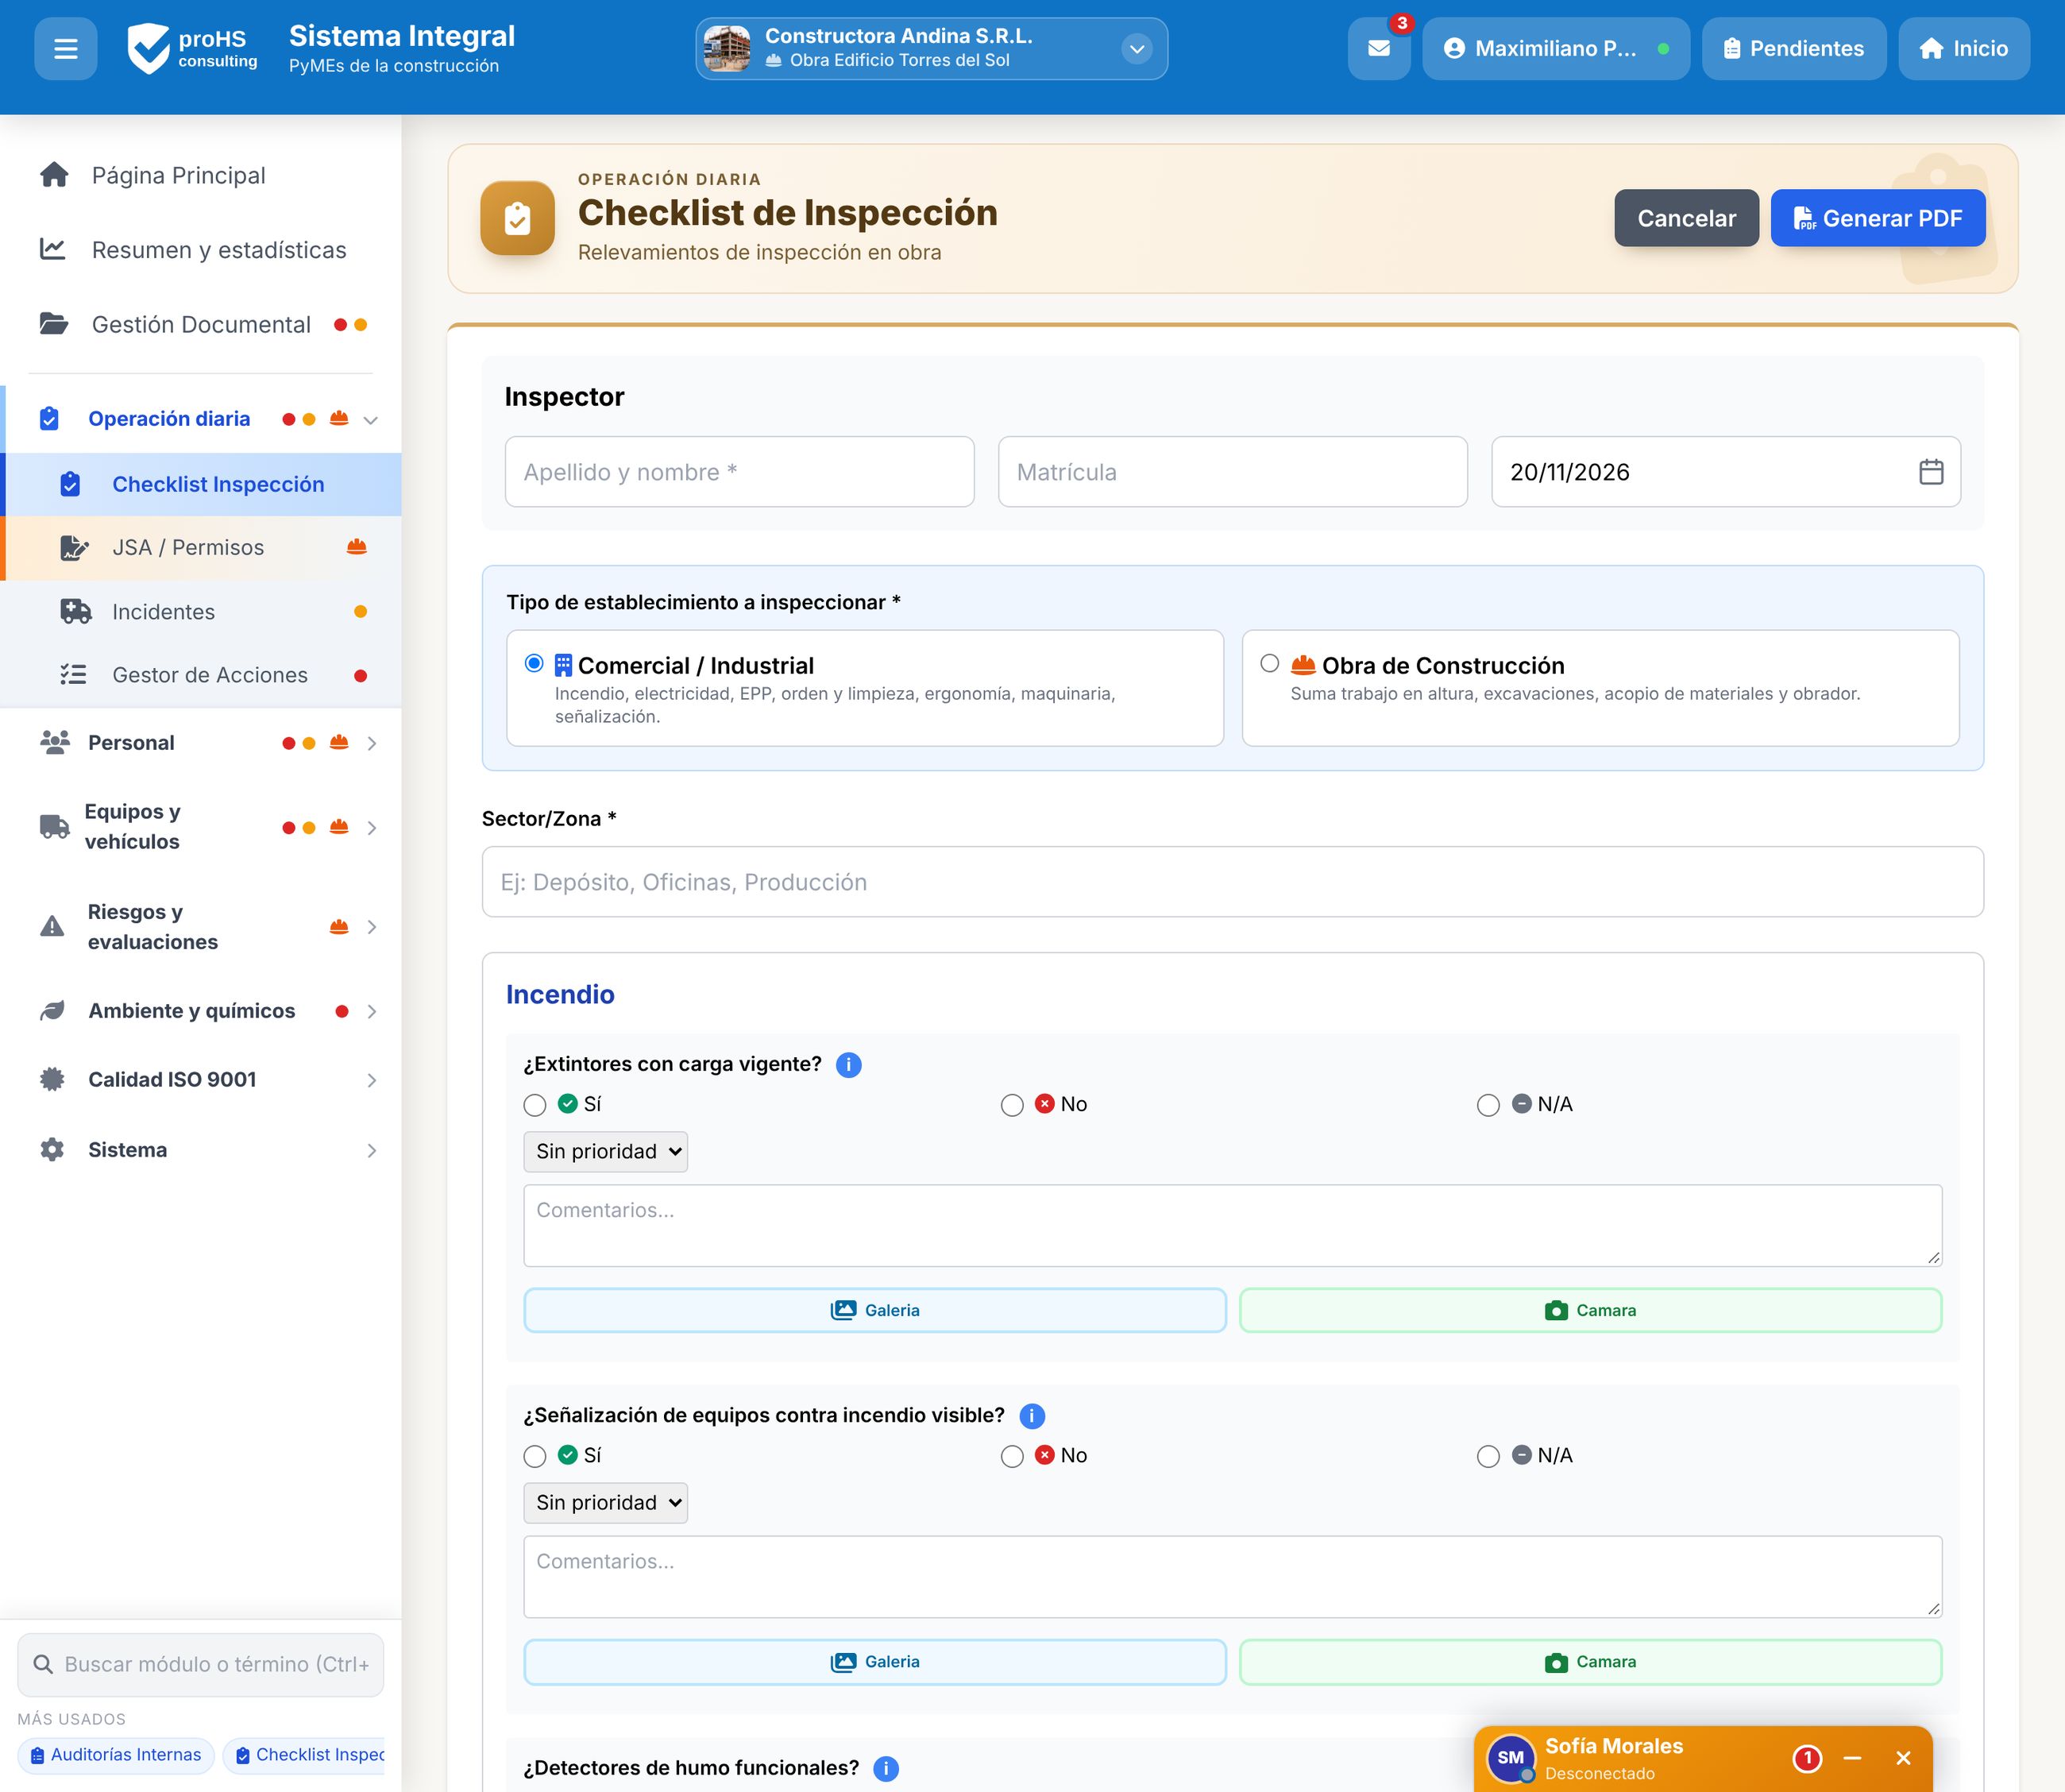 proHS
consulting
Sistema Integral
PyMEs de la construcción
Constructora Andina S.R.L.
Obra Edificio Torres del Sol
3
Maximiliano P...
Pendientes
Inicio
Página Principal
Resumen y estadísticas
Gestión Documental
Operación diaria
Checklist Inspección
JSA / Permisos
Incidentes
Gestor de Acciones
Personal
Equipos y
vehículos
Riesgos y
evaluaciones
Ambiente y químicos
Calidad ISO 9001
Sistema
Buscar módulo o término (Ctrl+
MÁS USADOS
Auditorías Internas
Checklist Inspec
OPERACIÓN DIARIA
Checklist de Inspección
Relevamientos de inspección en obra
Cancelar
PDF Generar PDF
Inspector
Apellido y nombre *
Matrícula
20/11/2026
Tipo de establecimiento a inspeccionar *
Comercial / Industrial
Incendio, electricidad, EPP, orden y limpieza, ergonomía, maquinaria,
señalización.
Obra de Construcción
Suma trabajo en altura, excavaciones, acopio de materiales y obrador.
Sector/Zona *
Ej: Depósito, Oficinas, Producción
Incendio
¿Extintores con carga vigente? i
Sí
No
N/A
Sin prioridad
Comentarios...
Galeria
Camara
¿Señalización de equipos contra incendio visible? i
Sí
No
N/A
Sin prioridad
Comentarios...
Galeria
Camara
¿Detectores de humo funcionales? i
SM
Sofía Morales
Desconectado
1